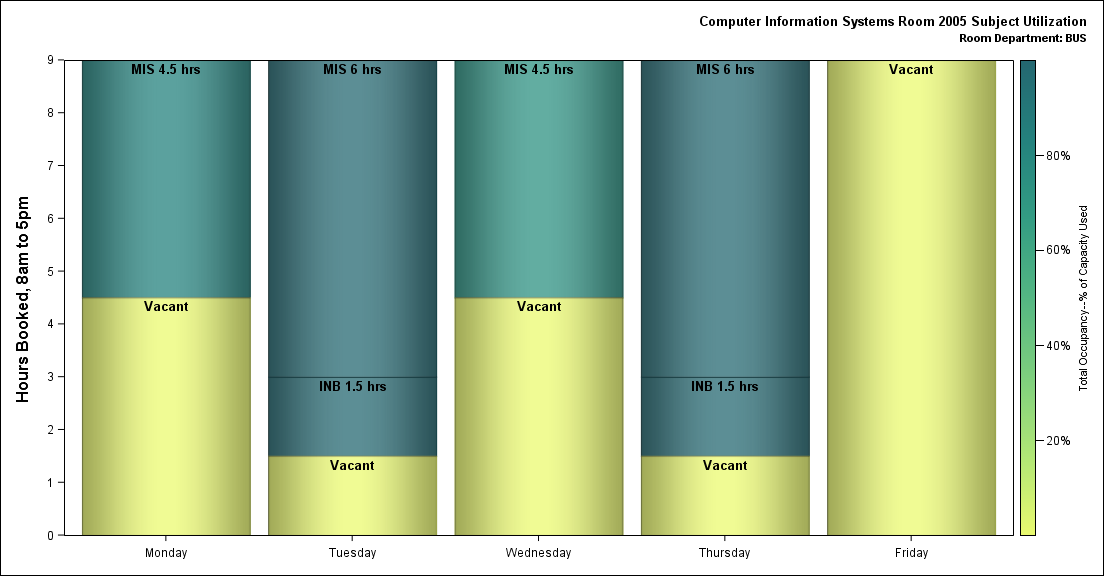 Computer Information Systems Room 2005 Subject Utilization
Room Department: BUS
Hours Booked, 8am to 5pm
9
8
7
6
5
4
3
2
1
0
MIS 4.5 hrs
Vacant
MIS 6 hrs
INB 1.5 hrs
Vacant
MIS 4.5 hrs
Vacant
MIS 6 hrs
INB 1.5 hrs
Vacant
Vacant
Monday
Tuesday
Wednesday
Thursday
Friday
80%
60%
40%
20%
Total Occupancy--% of Capacity Used